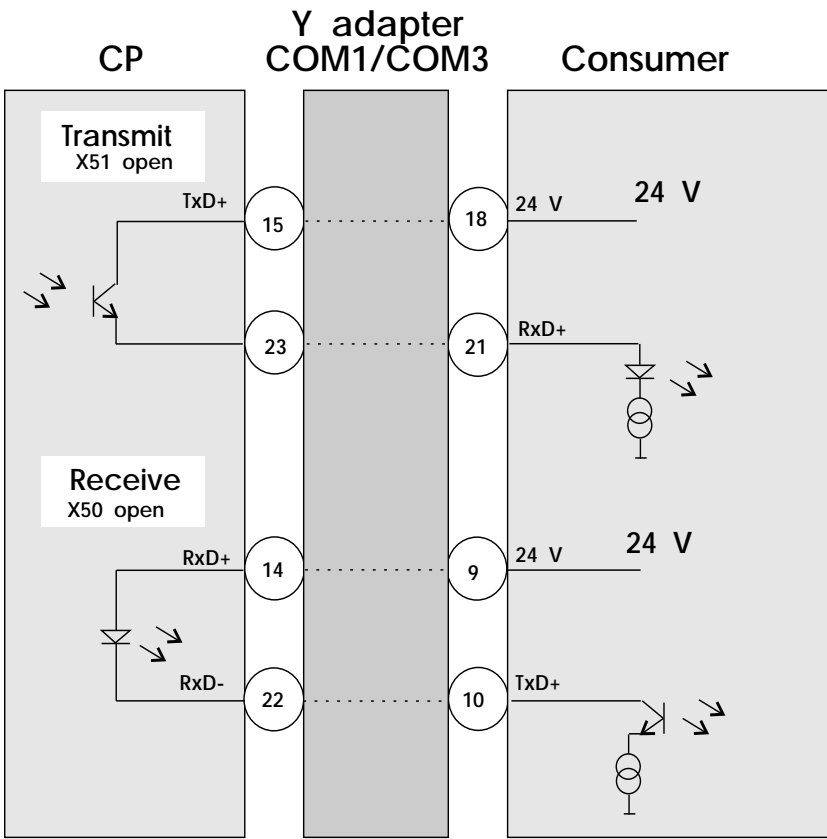 Y adapter
CP COM1/COM3 Consumer
Transmit
X51 open
TxD+ 15 18 24 V 24 V
23 21 RxD+
Receive
X50 open
RxD+ 14 9 24 V 24 V
RxD- 22 10 TxD+